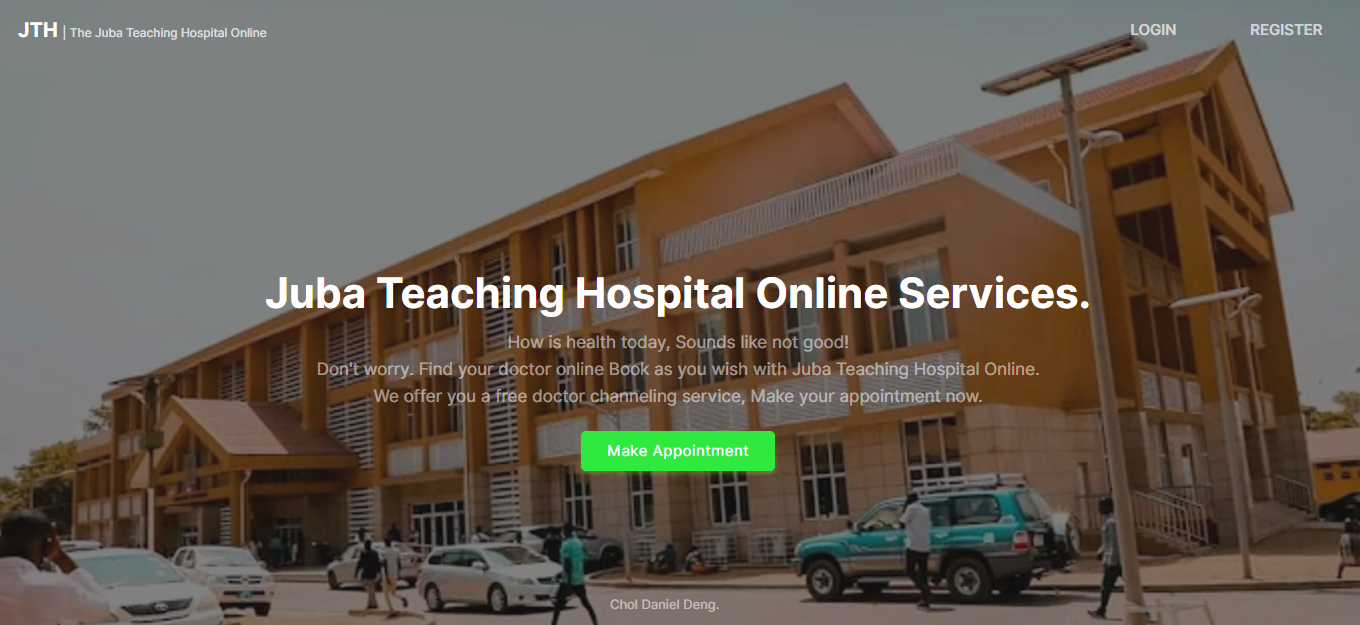 JTH | The Juba Teaching Hospital Online
LOGIN
REGISTER
Juba Teaching Hospital Online Services.
How is health today, Sounds like not good!
Don't worry. Find your doctor online Book as you wish with Juba Teaching Hospital Online.
We offer you a free doctor channeling service, Make your appointment now.
Make Appointment
Chol Daniel Deng.